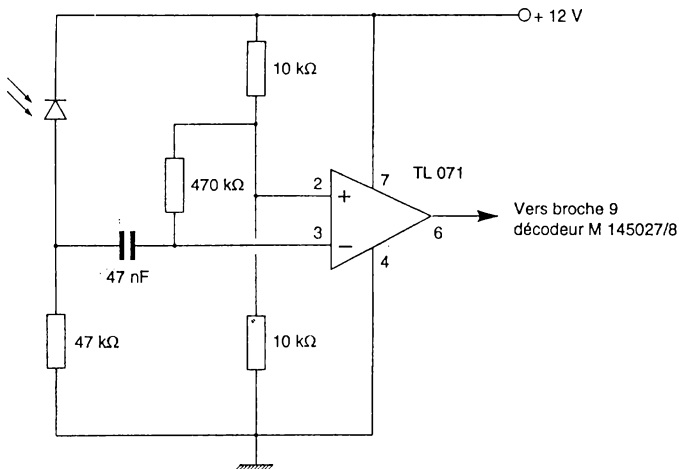 + 12 V
10 kΩ
470 kΩ
TL 071
2
+
7
3
−
6
4
Vers broche 9
décodeur M 145027/8
47 nF
47 kΩ
10 kΩ